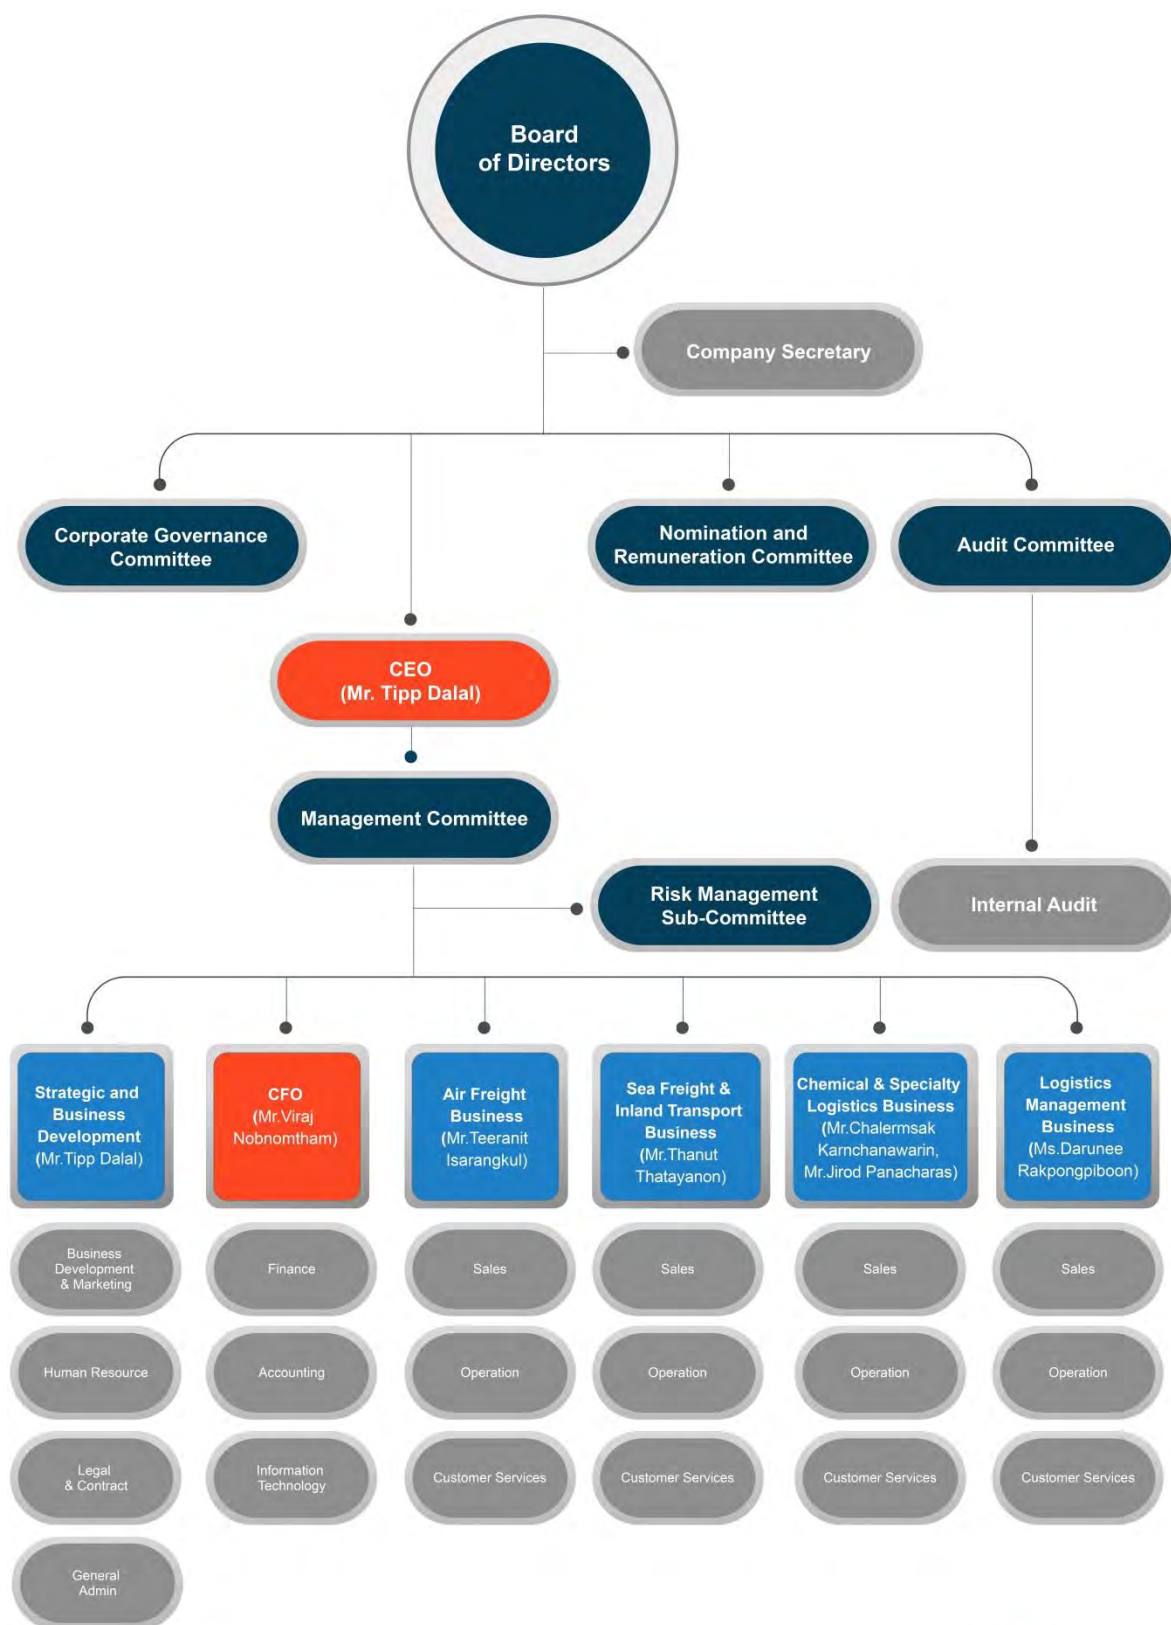 Board
of Directors
Company Secretary
Corporate Governance
Committee
Nomination and
Remuneration Committee
Audit Committee
CEO
(Mr. Tipp Dalal)
Management Committee
Risk Management
Sub-Committee
Internal Audit
Strategic and
Business
Development
(Mr.Tipp Dalal)
CFO
(Mr.Viraj
Nobnomtham)
Air Freight
Business
(Mr.Teeranit
Isarangkul)
Sea Freight &
Inland Transport
Business
(Mr.Thanut
Thatayanon)
Chemical & Specialty
Logistics Business
(Mr.Chalermsak
Karnchanawarin,
Mr.Jirod Panacharas)
Logistics
Management
Business
(Ms.Darunee
Rakpongpiboon)
Business
Development
& Marketing
Finance
Sales
Sales
Sales
Sales
Human Resource
Accounting
Operation
Operation
Operation
Operation
Legal
& Contract
Information
Technology
Customer Services
Customer Services
Customer Services
Customer Services
General
Admin